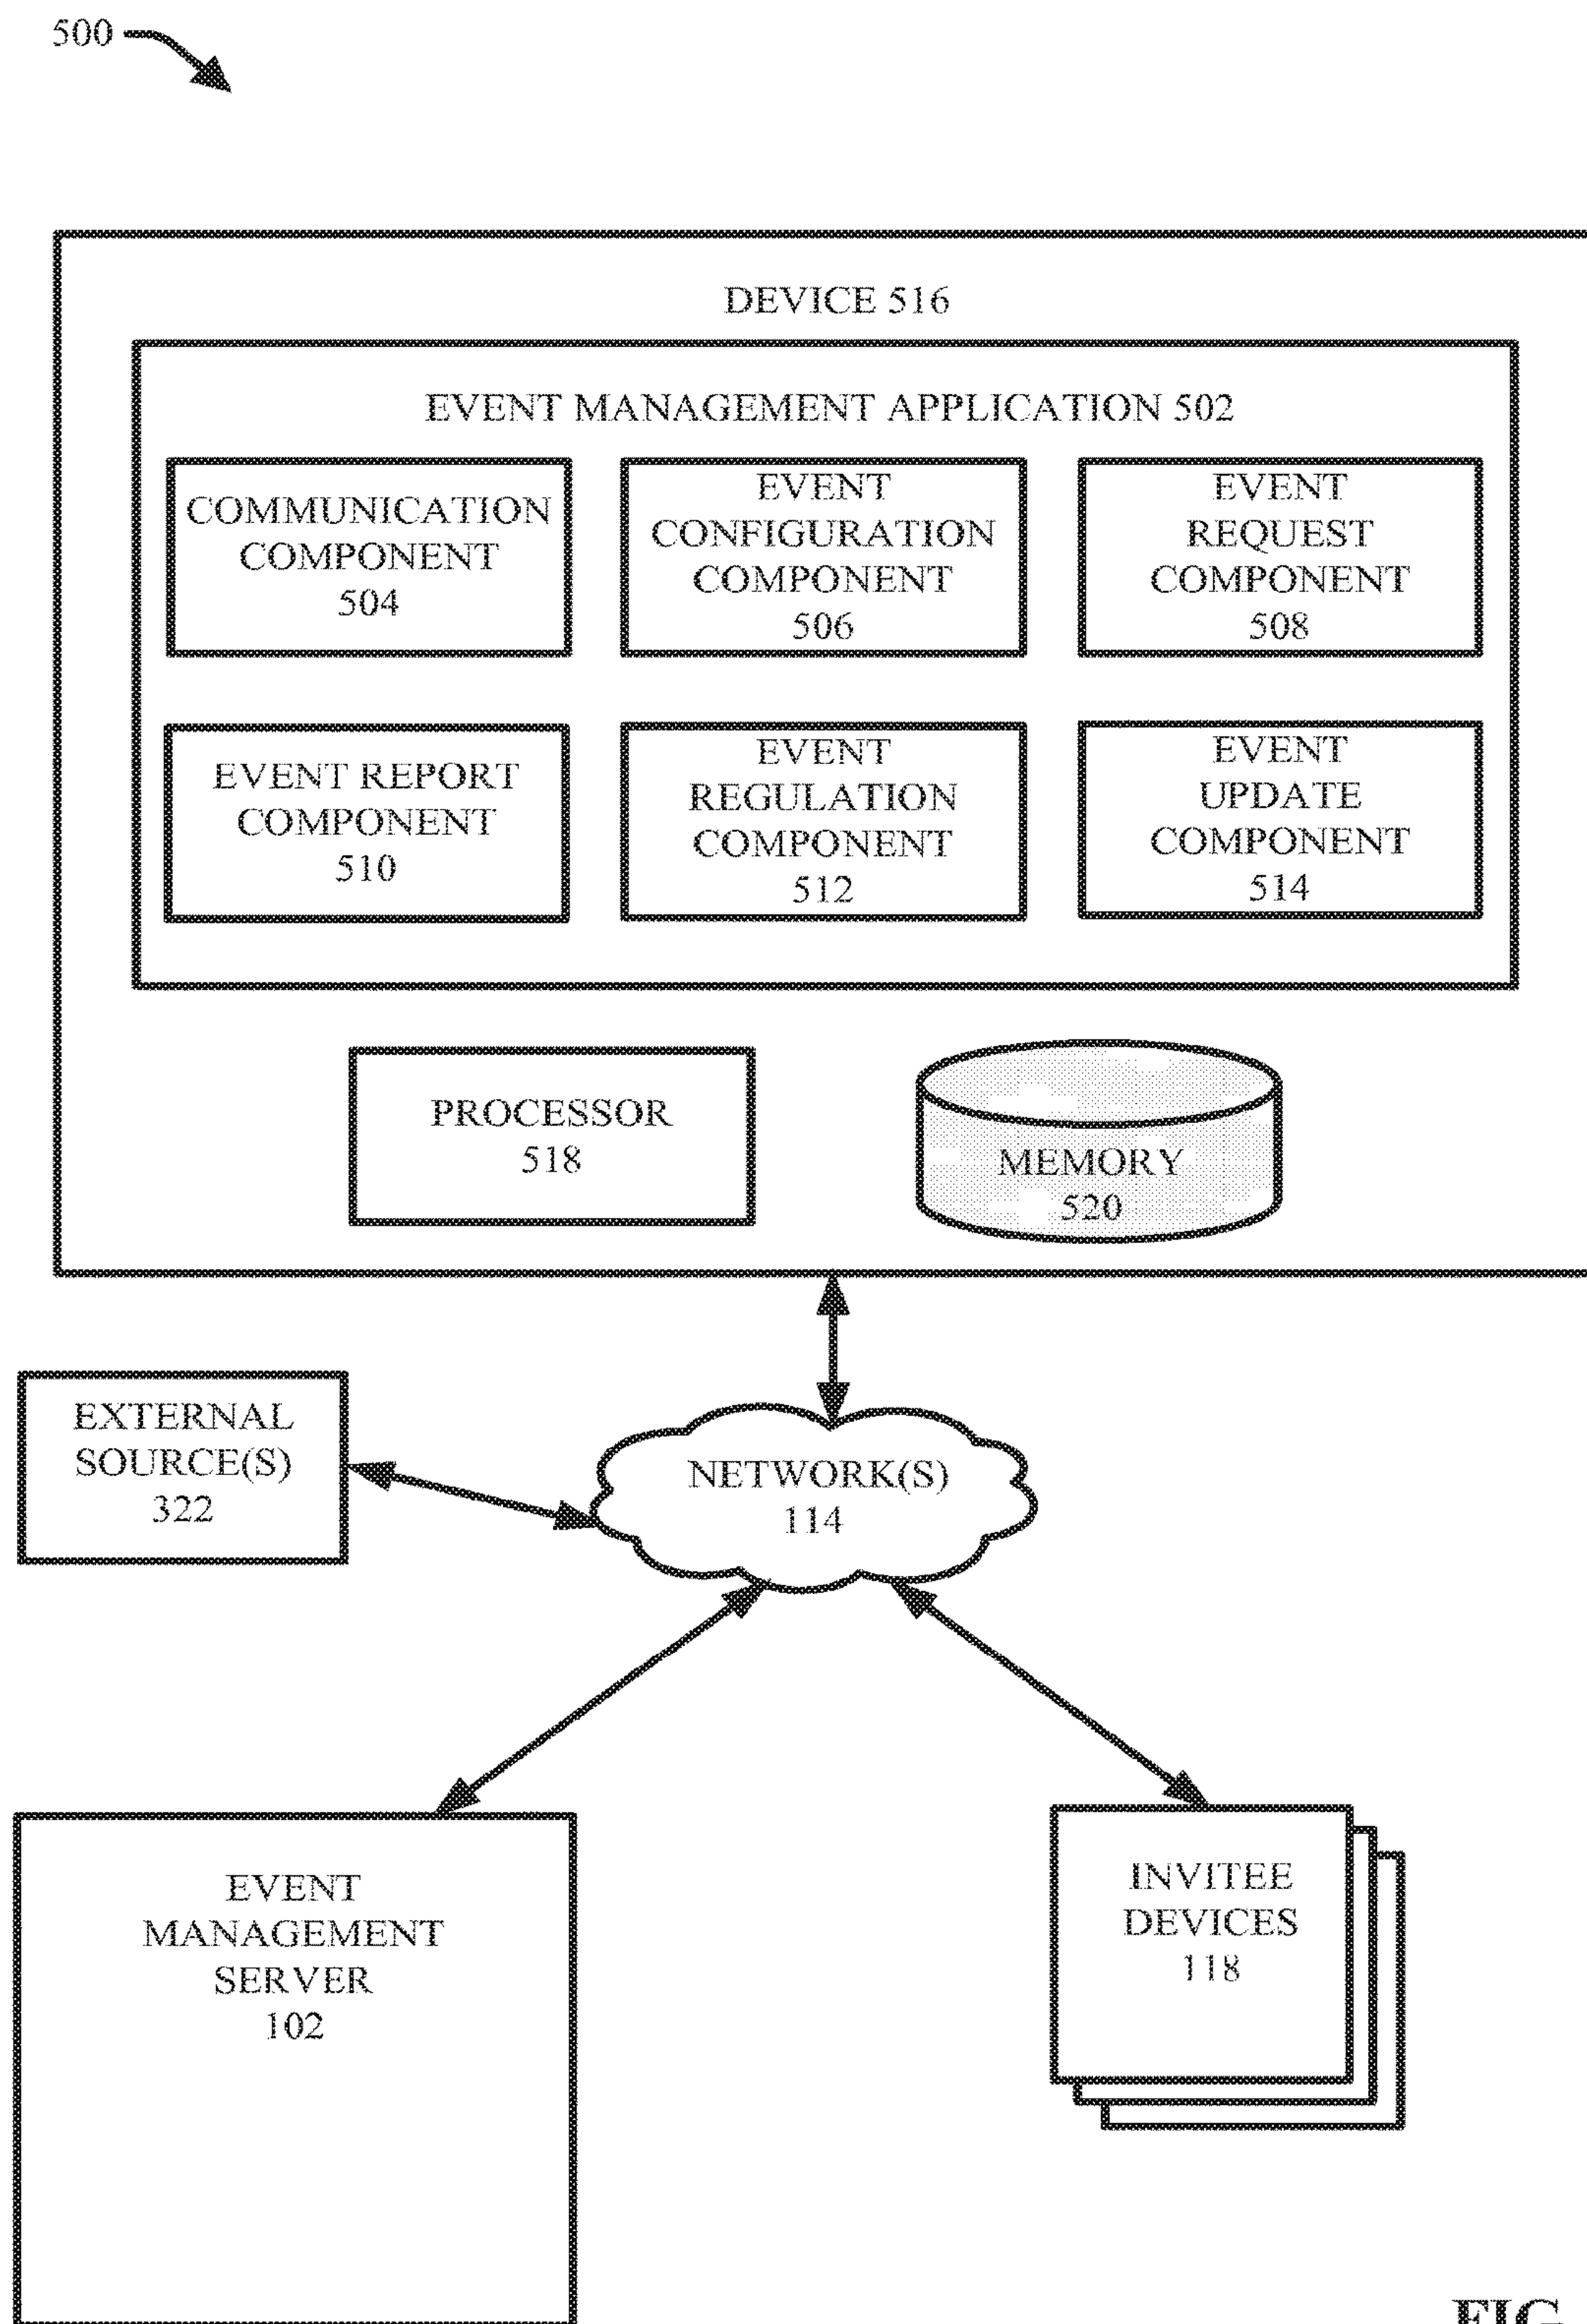 500
DEVICE 516
EVENT MANAGEMENT APPLICATION 502
COMMUNICATION
COMPONENT
504
EVENT
CONFIGURATION
COMPONENT
506
EVENT
REQUEST
COMPONENT
508
EVENT REPORT
COMPONENT
510
EVENT
REGULATION
COMPONENT
512
EVENT
UPDATE
COMPONENT
514
PROCESSOR
518
MEMORY
520
EXTERNAL
SOURCE(S)
322
NETWORK(S)
114
EVENT
MANAGEMENT
SERVER
102
INVITEE
DEVICES
118
FIG